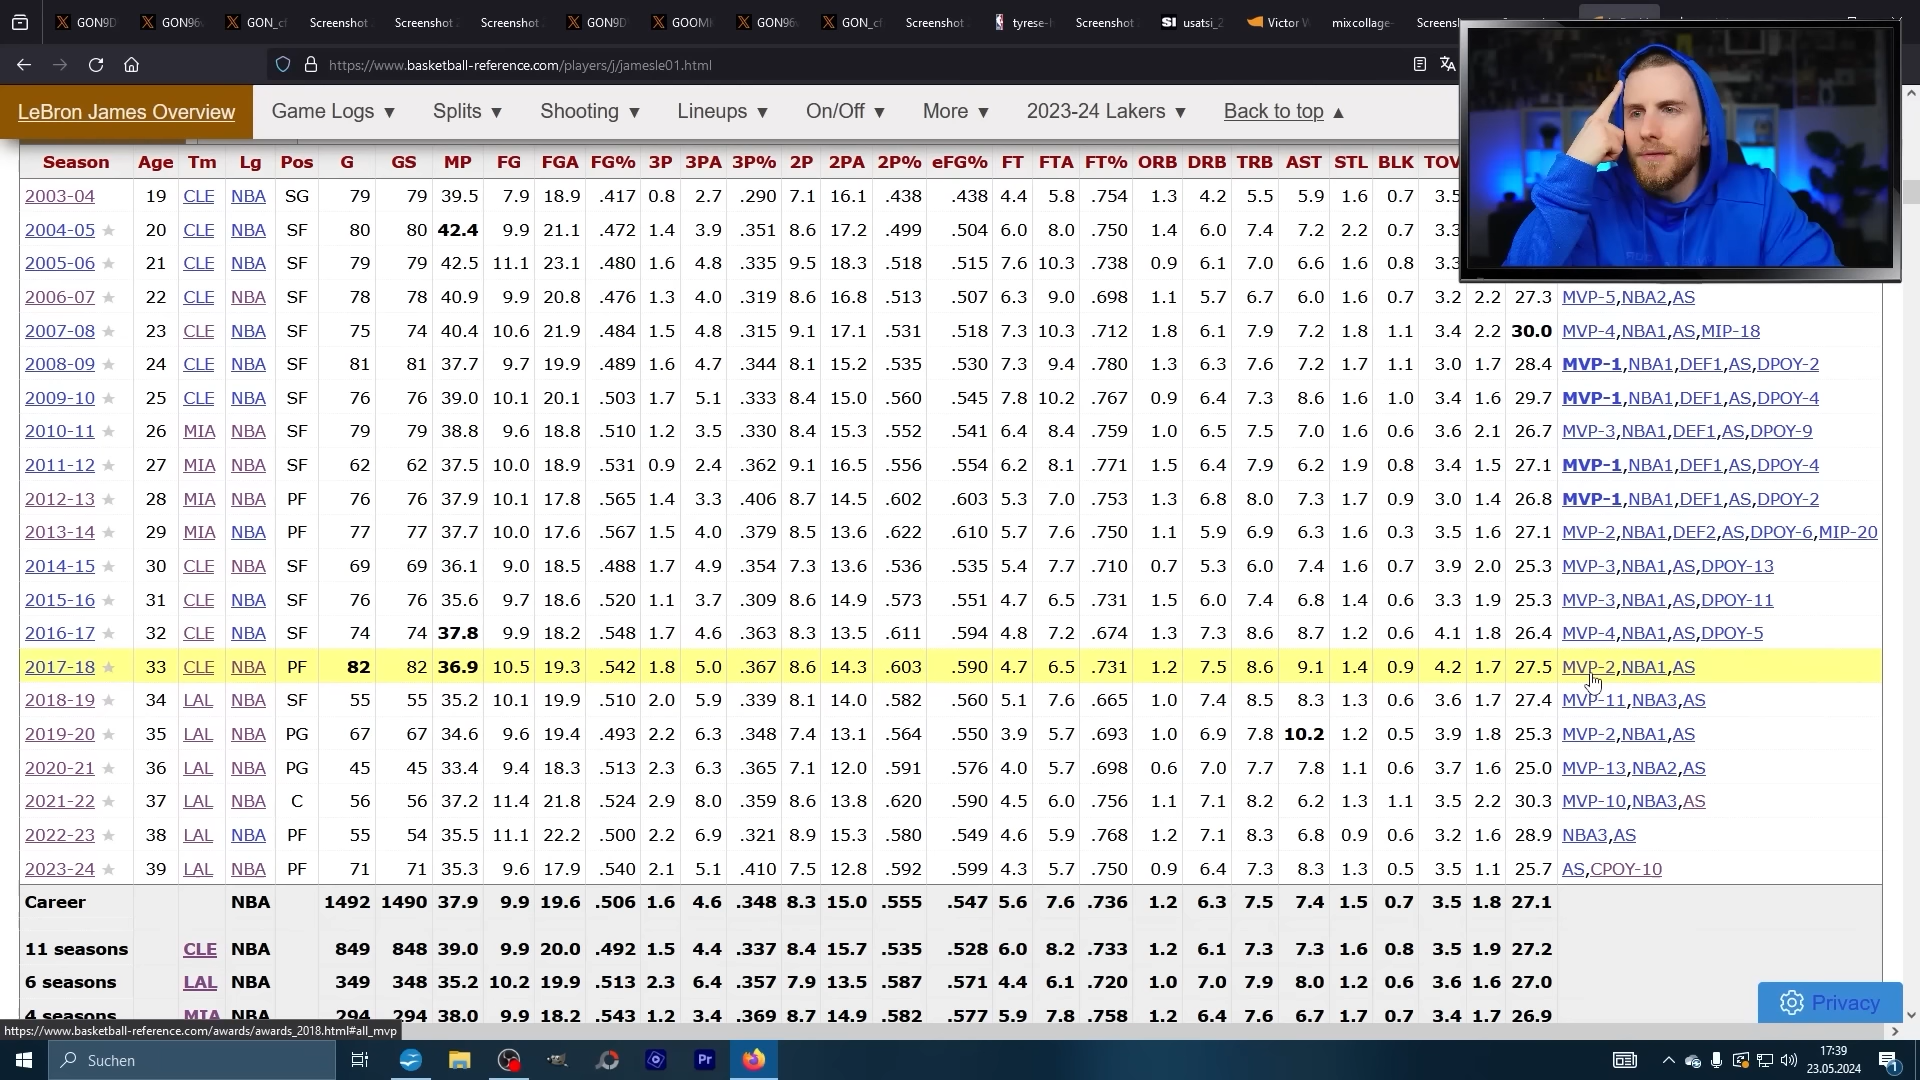 GON9D GON96 GON_cf Screenshot Screenshot Screenshot GON9D GOOM GON96 GON_cf Screenshot tyrese-h Screenshot usatsi_2 Victor W mixcollage- Screensh
https://www.basketball-reference.com/players/j/jamesle01.html
LeBron James Overview Game Logs ▼ Splits ▼ Shooting ▼ Lineups ▼ On/Off ▼ More ▼ 2023-24 Lakers ▼ Back to top ▲
Season Age Tm Lg Pos G GS MP FG FGA FG% 3P 3PA 3P% 2P 2PA 2P% eFG% FT FTA FT% ORB DRB TRB AST STL BLK TOV
2003-04 19 CLE NBA SG 79 79 39.5 7.9 18.9 .417 0.8 2.7 .290 7.1 16.1 .438 .438 4.4 5.8 .754 1.3 4.2 5.5 5.9 1.6 0.7 3.5
2004-05 ★ 20 CLE NBA SF 80 80 42.4 9.9 21.1 .472 1.4 3.9 .351 8.6 17.2 .499 .504 6.0 8.0 .750 1.4 6.0 7.4 7.2 2.2 0.7 3.3
2005-06 ★ 21 CLE NBA SF 79 79 42.5 11.1 23.1 .480 1.6 4.8 .335 9.5 18.3 .518 .515 7.6 10.3 .738 0.9 6.1 7.0 6.6 1.6 0.8 3.3
2006-07 ★ 22 CLE NBA SF 78 78 40.9 9.9 20.8 .476 1.3 4.0 .319 8.6 16.8 .513 .507 6.3 9.0 .698 1.1 5.7 6.7 6.0 1.6 0.7 3.2 2.2 27.3 MVP-5,NBA2,AS
2007-08 ★ 23 CLE NBA SF 75 74 40.4 10.6 21.9 .484 1.5 4.8 .315 9.1 17.1 .531 .518 7.3 10.3 .712 1.8 6.1 7.9 7.2 1.8 1.1 3.4 2.2 30.0 MVP-4,NBA1,AS,MIP-18
2008-09 ★ 24 CLE NBA SF 81 81 37.7 9.7 19.9 .489 1.6 4.7 .344 8.1 15.2 .535 .530 7.3 9.4 .780 1.3 6.3 7.6 7.2 1.7 1.1 3.0 1.7 28.4 MVP-1,NBA1,DEF1,AS,DPOY-2
2009-10 ★ 25 CLE NBA SF 76 76 39.0 10.1 20.1 .503 1.7 5.1 .333 8.4 15.0 .560 .545 7.8 10.2 .767 0.9 6.4 7.3 8.6 1.6 1.0 3.4 1.6 29.7 MVP-1,NBA1,DEF1,AS,DPOY-4
2010-11 ★ 26 MIA NBA SF 79 79 38.8 9.6 18.8 .510 1.2 3.5 .330 8.4 15.3 .552 .541 6.4 8.4 .759 1.0 6.5 7.5 7.0 1.6 0.6 3.6 2.1 26.7 MVP-3,NBA1,DEF1,AS,DPOY-9
2011-12 ★ 27 MIA NBA SF 62 62 37.5 10.0 18.9 .531 0.9 2.4 .362 9.1 16.5 .556 .554 6.2 8.1 .771 1.5 6.4 7.9 6.2 1.9 0.8 3.4 1.5 27.1 MVP-1,NBA1,DEF1,AS,DPOY-4
2012-13 ★ 28 MIA NBA PF 76 76 37.9 10.1 17.8 .565 1.4 3.3 .406 8.7 14.5 .602 .603 5.3 7.0 .753 1.3 6.8 8.0 7.3 1.7 0.9 3.0 1.4 26.8 MVP-1,NBA1,DEF1,AS,DPOY-2
2013-14 ★ 29 MIA NBA PF 77 77 37.7 10.0 17.6 .567 1.5 4.0 .379 8.5 13.6 .622 .610 5.7 7.6 .750 1.1 5.9 6.9 6.3 1.6 0.3 3.5 1.6 27.1 MVP-2,NBA1,DEF2,AS,DPOY-6,MIP-20
2014-15 ★ 30 CLE NBA SF 69 69 36.1 9.0 18.5 .488 1.7 4.9 .354 7.3 13.6 .536 .535 5.4 7.7 .710 0.7 5.3 6.0 7.4 1.6 0.7 3.9 2.0 25.3 MVP-3,NBA1,AS,DPOY-13
2015-16 ★ 31 CLE NBA SF 76 76 35.6 9.7 18.6 .520 1.1 3.7 .309 8.6 14.9 .573 .551 4.7 6.5 .731 1.5 6.0 7.4 6.8 1.4 0.6 3.3 1.9 25.3 MVP-3,NBA1,AS,DPOY-11
2016-17 ★ 32 CLE NBA SF 74 74 37.8 9.9 18.2 .548 1.7 4.6 .363 8.3 13.5 .611 .594 4.8 7.2 .674 1.3 7.3 8.6 8.7 1.2 0.6 4.1 1.8 26.4 MVP-4,NBA1,AS,DPOY-5
2017-18 ★ 33 CLE NBA PF 82 82 36.9 10.5 19.3 .542 1.8 5.0 .367 8.6 14.3 .603 .590 4.7 6.5 .731 1.2 7.5 8.6 9.1 1.4 0.9 4.2 1.7 27.5 MVP-2,NBA1,AS
2018-19 ★ 34 LAL NBA SF 55 55 35.2 10.1 19.9 .510 2.0 5.9 .339 8.1 14.0 .582 .560 5.1 7.6 .665 1.0 7.4 8.5 8.3 1.3 0.6 3.6 1.7 27.4 MVP-11,NBA3,AS
2019-20 ★ 35 LAL NBA PG 67 67 34.6 9.6 19.4 .493 2.2 6.3 .348 7.4 13.1 .564 .550 3.9 5.7 .693 1.0 6.9 7.8 10.2 1.2 0.5 3.9 1.8 25.3 MVP-2,NBA1,AS
2020-21 ★ 36 LAL NBA PG 45 45 33.4 9.4 18.3 .513 2.3 6.3 .365 7.1 12.0 .591 .576 4.0 5.7 .698 0.6 7.0 7.7 7.8 1.1 0.6 3.7 1.6 25.0 MVP-13,NBA2,AS
2021-22 ★ 37 LAL NBA C 56 56 37.2 11.4 21.8 .524 2.9 8.0 .359 8.6 13.8 .620 .590 4.5 6.0 .756 1.1 7.1 8.2 6.2 1.3 1.1 3.5 2.2 30.3 MVP-10,NBA3,AS
2022-23 ★ 38 LAL NBA PF 55 54 35.5 11.1 22.2 .500 2.2 6.9 .321 8.9 15.3 .580 .549 4.6 5.9 .768 1.2 7.1 8.3 6.8 0.9 0.6 3.2 1.6 28.9 NBA3,AS
2023-24 ★ 39 LAL NBA PF 71 71 35.3 9.6 17.9 .540 2.1 5.1 .410 7.5 12.8 .592 .599 4.3 5.7 .750 0.9 6.4 7.3 8.3 1.3 0.5 3.5 1.1 25.7 AS,CPOY-10
Career NBA 1492 1490 37.9 9.9 19.6 .506 1.6 4.6 .348 8.3 15.0 .555 .547 5.6 7.6 .736 1.2 6.3 7.5 7.4 1.5 0.7 3.5 1.8 27.1
11 seasons CLE NBA 849 848 39.0 9.9 20.0 .492 1.5 4.4 .337 8.4 15.7 .535 .528 6.0 8.2 .733 1.2 6.1 7.3 7.3 1.6 0.8 3.5 1.9 27.2
6 seasons LAL NBA 349 348 35.2 10.2 19.9 .513 2.3 6.4 .357 7.9 13.5 .587 .571 4.4 6.1 .720 1.0 7.0 7.9 8.0 1.2 0.6 3.6 1.6 27.0
4 seasons MIA NBA 294 294 38.0 9.9 18.2 .543 1.2 3.4 .369 8.7 14.9 .582 .577 5.9 7.8 .758 1.2 6.4 7.6 6.7 1.7 0.7 3.4 1.7 26.9
Privacy
https://www.basketball-reference.com/awards/awards_2018.html#all_mvp
Suchen
Pr
17:39
23.05.2024
1